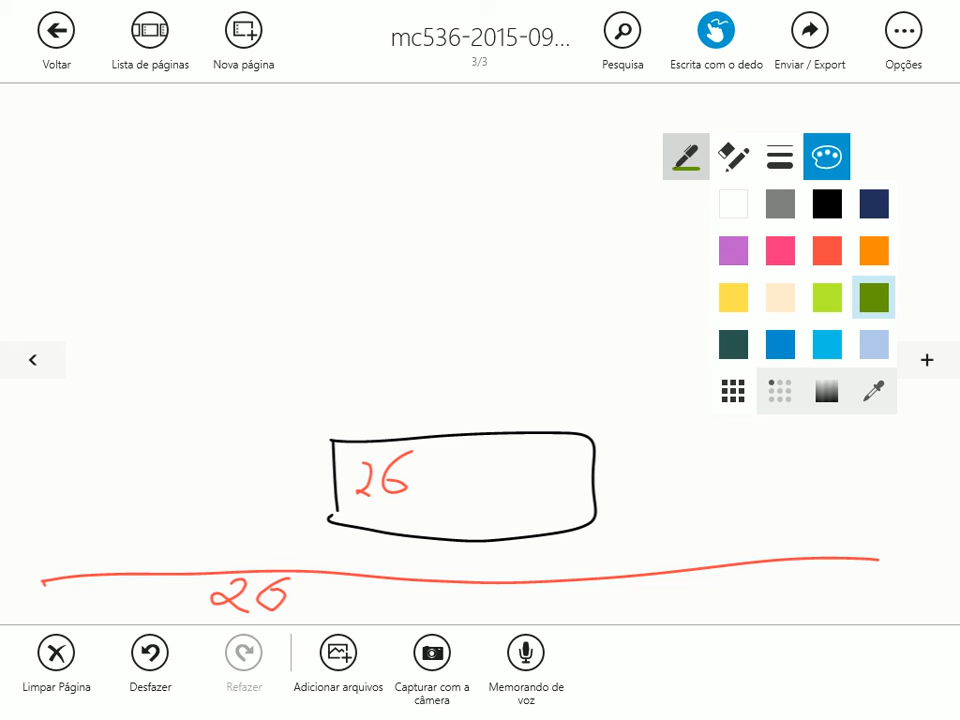 mc536-2015-09...
3/3
Voltar
Lista de páginas
Nova página
Pesquisa
Escrita com o dedo
Enviar / Export
Opções
26
26
Limpar Página
Desfazer
Refazer
Adicionar arquivos
Capturar com a
câmera
Memorando de
voz